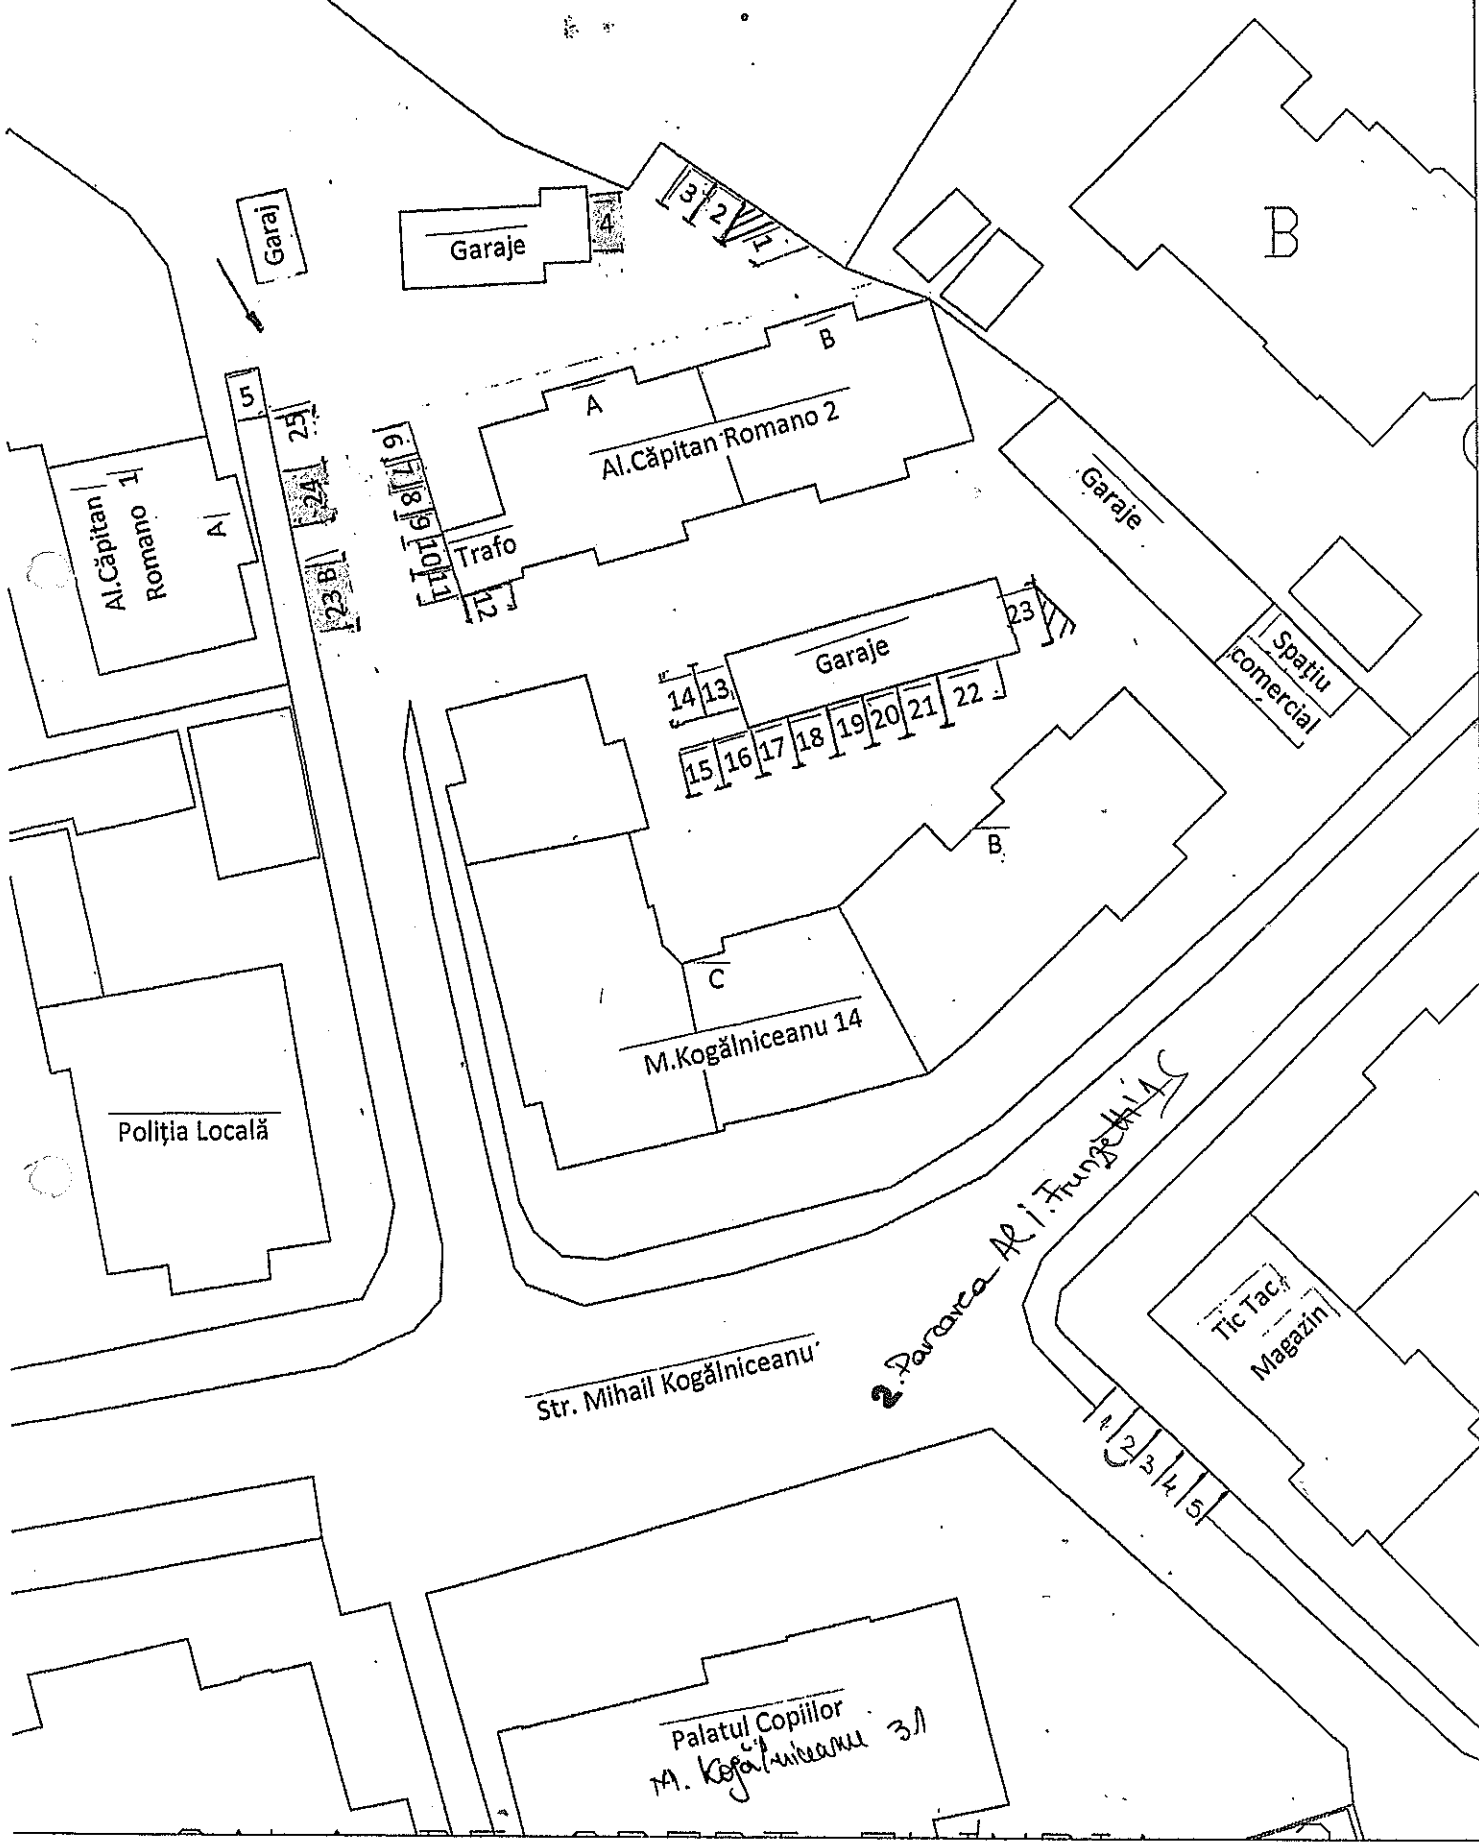 B
Garaj
Garaje
4
3
2
1
B
A
Al.Căpitan Romano 2
5
25
24
23 B
6
7
8
9
10
11
12
Trafo
Al.Căpitan
Romano 1
A
Garaje
Spațiu
comercial
Garaje
23
14
13
15
16
17
18
19
20
21
22
B
C
M.Kogălniceanu 14
Poliția Locală
2. Parcarea Al i. Frunzetti 1C
Tic Tac
Magazin
Str. Mihail Kogălniceanu
1
2
3
4
5
Palatul Copiilor
M. Kogălniceanu 31